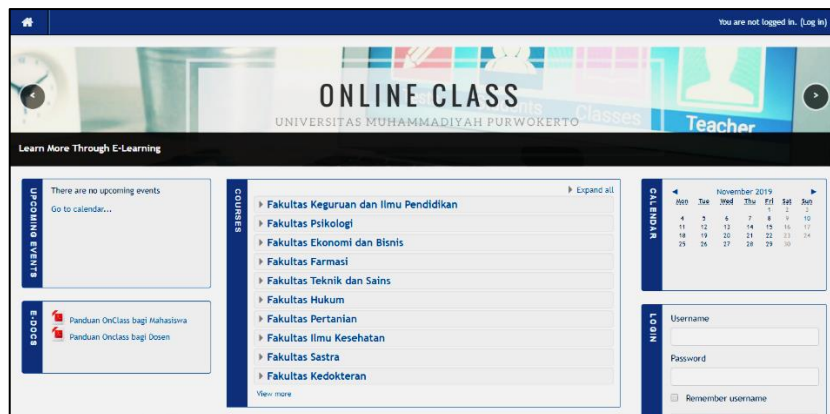 You are not logged in. (Log in)
ONLINE CLASS
UNIVERSITAS MUHAMMADIYAH PURWOKERTO
Students
Classes
Teacher
Learn More Through E-Learning
UPCOMING EVENTS
There are no upcoming events
Go to calendar...
E-DOCS
Panduan OnClass bagi Mahasiswa
Panduan Onclass bagi Dosen
COURSES
Expand all
Fakultas Keguruan dan Ilmu Pendidikan
Fakultas Psikologi
Fakultas Ekonomi dan Bisnis
Fakultas Farmasi
Fakultas Teknik dan Sains
Fakultas Hukum
Fakultas Pertanian
Fakultas Ilmu Kesehatan
Fakultas Sastra
Fakultas Kedokteran
View more
CALENDAR
November 2019
Mon Tue Wed Thu Fri Sat Sun
1 2 3
4 5 6 7 8 9 10
11 12 13 14 15 16 17
18 19 20 21 22 23 24
25 26 27 28 29 30
LOGIN
Username
Password
Remember username